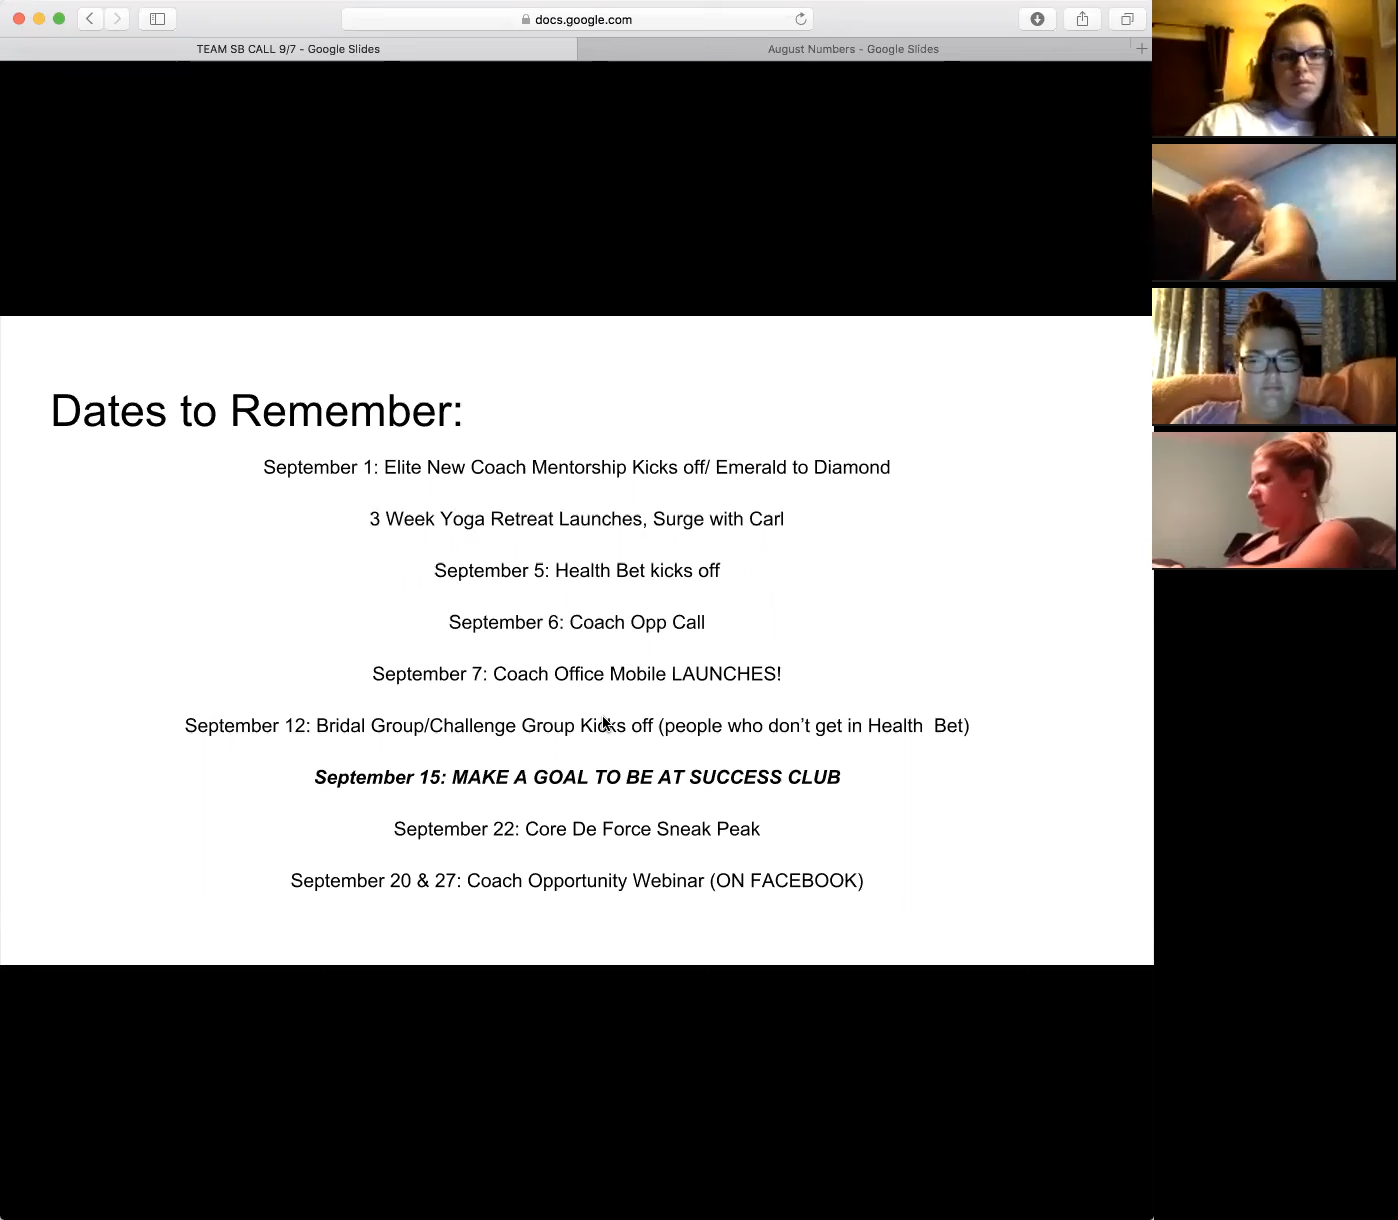 docs.google.com
TEAM SB CALL 9/7 - Google Slides
August Numbers - Google Slides
Dates to Remember:
September 1: Elite New Coach Mentorship Kicks off/ Emerald to Diamond
3 Week Yoga Retreat Launches, Surge with Carl
September 5: Health Bet kicks off
September 6: Coach Opp Call
September 7: Coach Office Mobile LAUNCHES!
September 12: Bridal Group/Challenge Group Kicks off (people who don’t get in Health  Bet)
September 15: MAKE A GOAL TO BE AT SUCCESS CLUB
September 22: Core De Force Sneak Peak
September 20 & 27: Coach Opportunity Webinar (ON FACEBOOK)